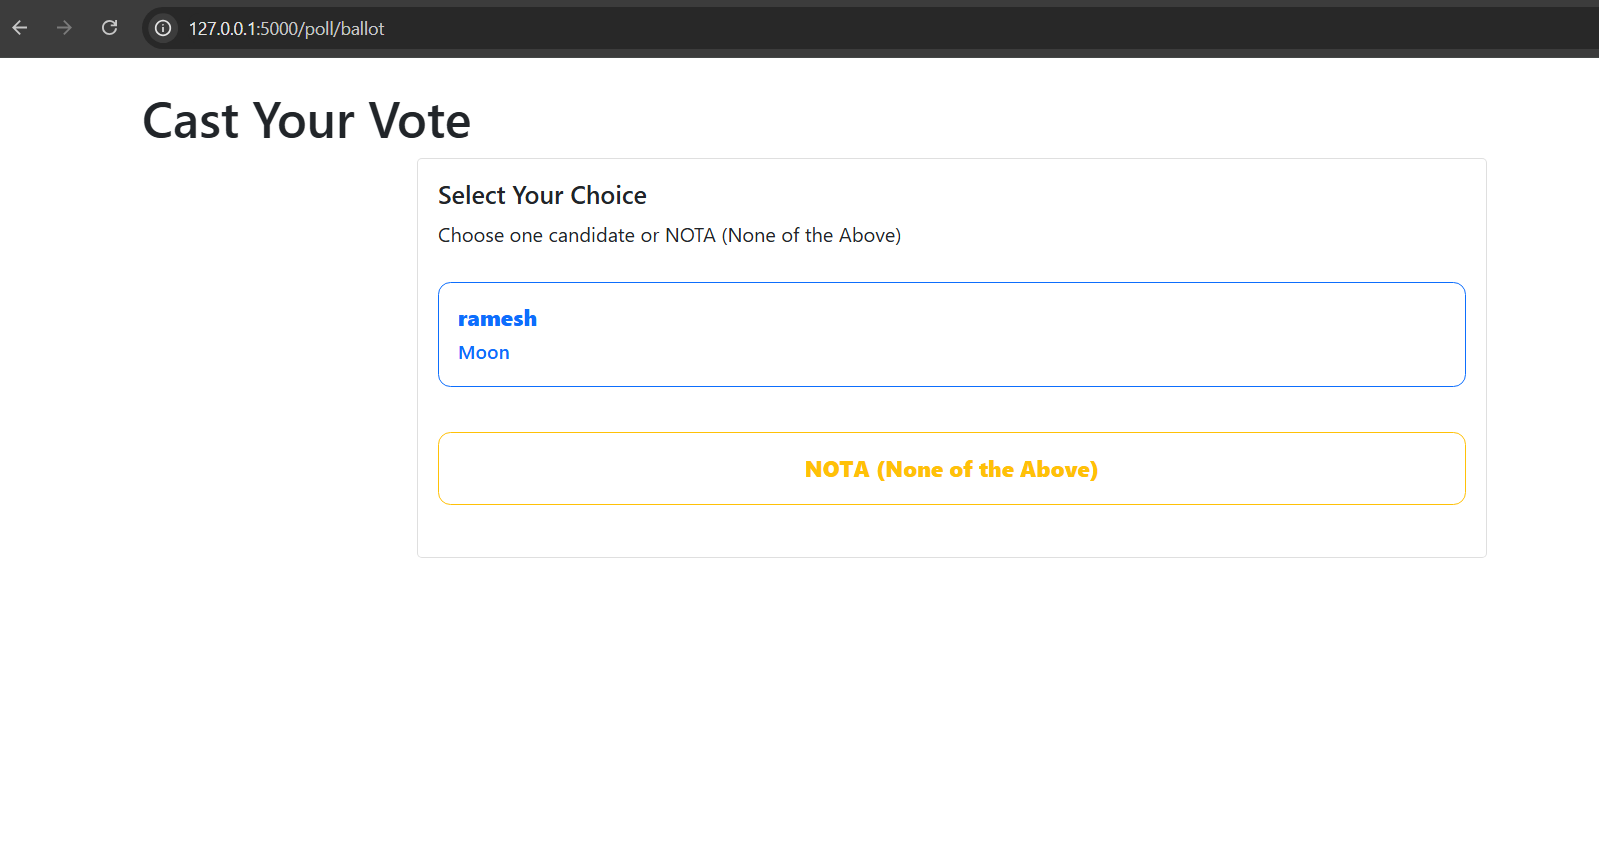 127.0.0.1:5000/poll/ballot
Cast Your Vote
Select Your Choice
Choose one candidate or NOTA (None of the Above)
ramesh
Moon
NOTA (None of the Above)